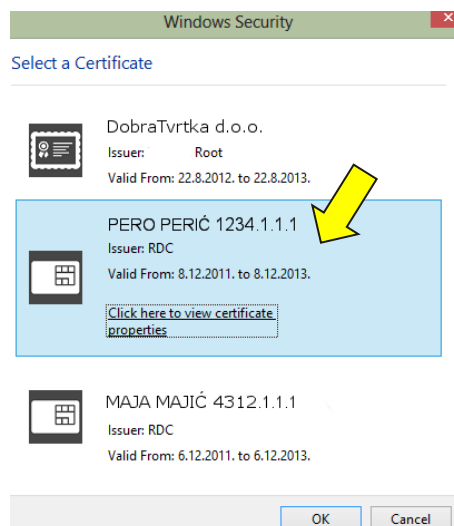 Windows Security
Select a Certificate
DobraTvrtka d.o.o.
Issuer: Root
Valid From: 22.8.2012. to 22.8.2013.
PERO PERIĆ 1234.1.1.1
Issuer: RDC
Valid From: 8.12.2011. to 8.12.2013.
Click here to view certificate
properties
MAJA MAJIĆ 4312.1.1.1
Issuer: RDC
Valid From: 6.12.2011. to 6.12.2013.
OK Cancel